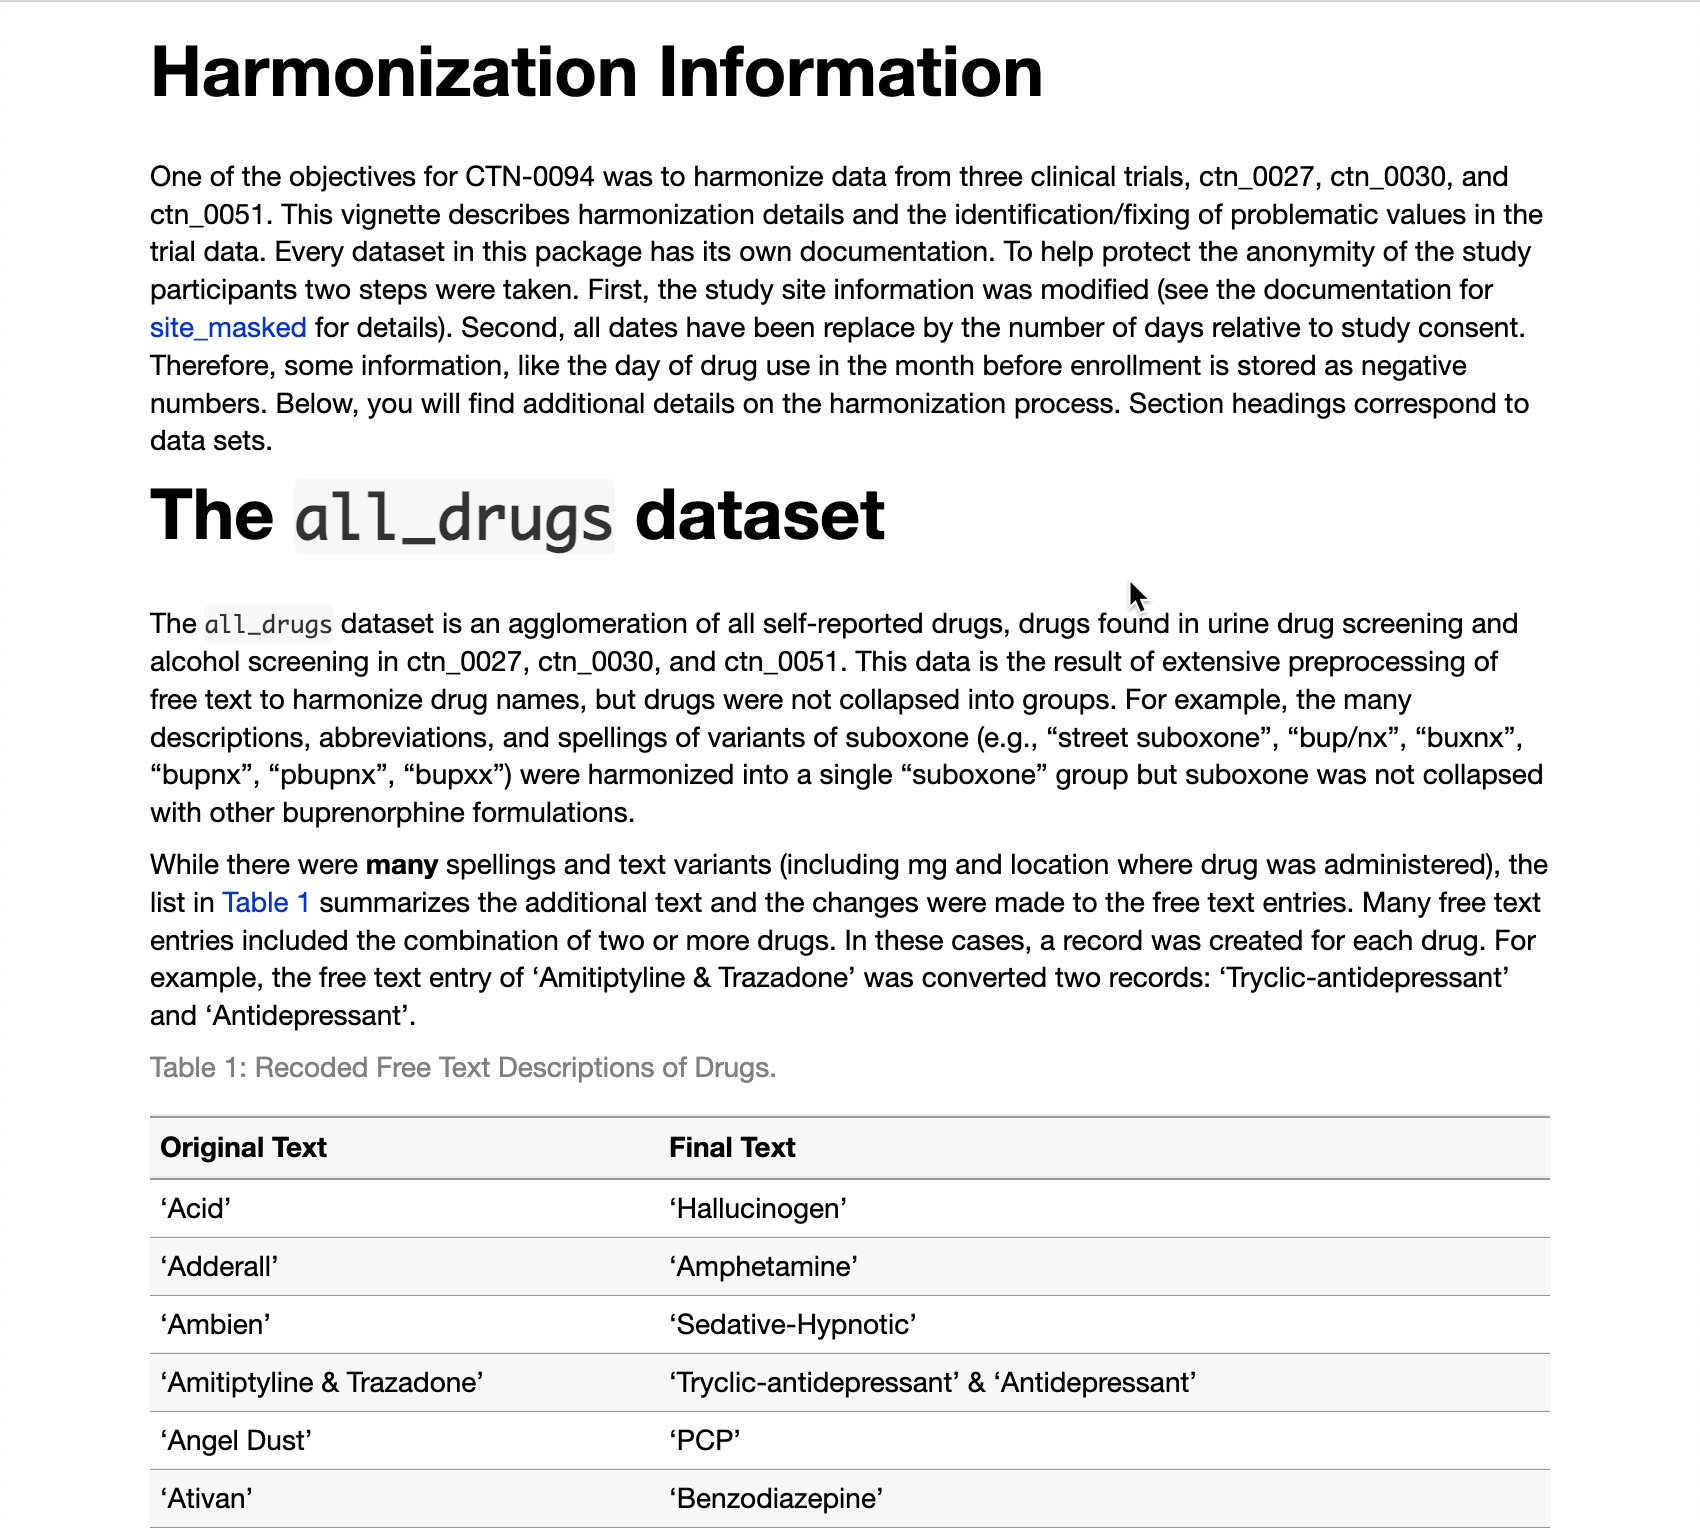 Harmonization Information
One of the objectives for CTN-0094 was to harmonize data from three clinical trials, ctn_0027, ctn_0030, and
ctn_0051. This vignette describes harmonization details and the identification/fixing of problematic values in the
trial data. Every dataset in this package has its own documentation. To help protect the anonymity of the study
participants two steps were taken. First, the study site information was modified (see the documentation for
site_masked for details). Second, all dates have been replace by the number of days relative to study consent.
Therefore, some information, like the day of drug use in the month before enrollment is stored as negative
numbers. Below, you will find additional details on the harmonization process. Section headings correspond to
data sets.
The all_drugs dataset
The all_drugs dataset is an agglomeration of all self-reported drugs, drugs found in urine drug screening and
alcohol screening in ctn_0027, ctn_0030, and ctn_0051. This data is the result of extensive preprocessing of
free text to harmonize drug names, but drugs were not collapsed into groups. For example, the many
descriptions, abbreviations, and spellings of variants of suboxone (e.g., “street suboxone”, “bup/nx”, “buxnx”,
“bupnx”, “pbupnx”, “bupxx”) were harmonized into a single “suboxone” group but suboxone was not collapsed
with other buprenorphine formulations.
While there were many spellings and text variants (including mg and location where drug was administered), the
list in Table 1 summarizes the additional text and the changes were made to the free text entries. Many free text
entries included the combination of two or more drugs. In these cases, a record was created for each drug. For
example, the free text entry of ‘Amitiptyline & Trazadone’ was converted two records: ‘Tryclic-antidepressant’
and ‘Antidepressant’.
Table 1: Recoded Free Text Descriptions of Drugs.
Original Text Final Text
‘Acid’ ‘Hallucinogen’
‘Adderall’ ‘Amphetamine’
‘Ambien’ ‘Sedative-Hypnotic’
‘Amitiptyline & Trazadone’ ‘Tryclic-antidepressant’ & ‘Antidepressant’
‘Angel Dust’ ‘PCP’
‘Ativan’ ‘Benzodiazepine’